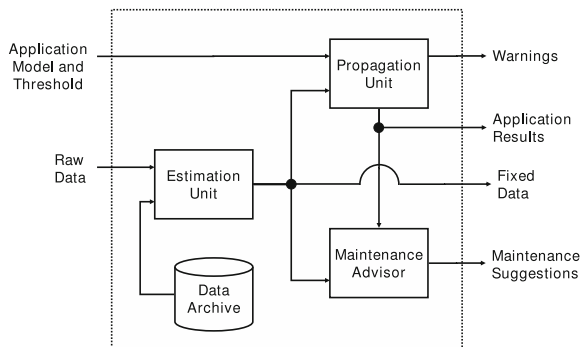 Application
Model and
Threshold
Propagation
Unit
Warnings
Application
Results
Raw
Data
Estimation
Unit
Fixed
Data
Maintenance
Advisor
Maintenance
Suggestions
Data
Archive